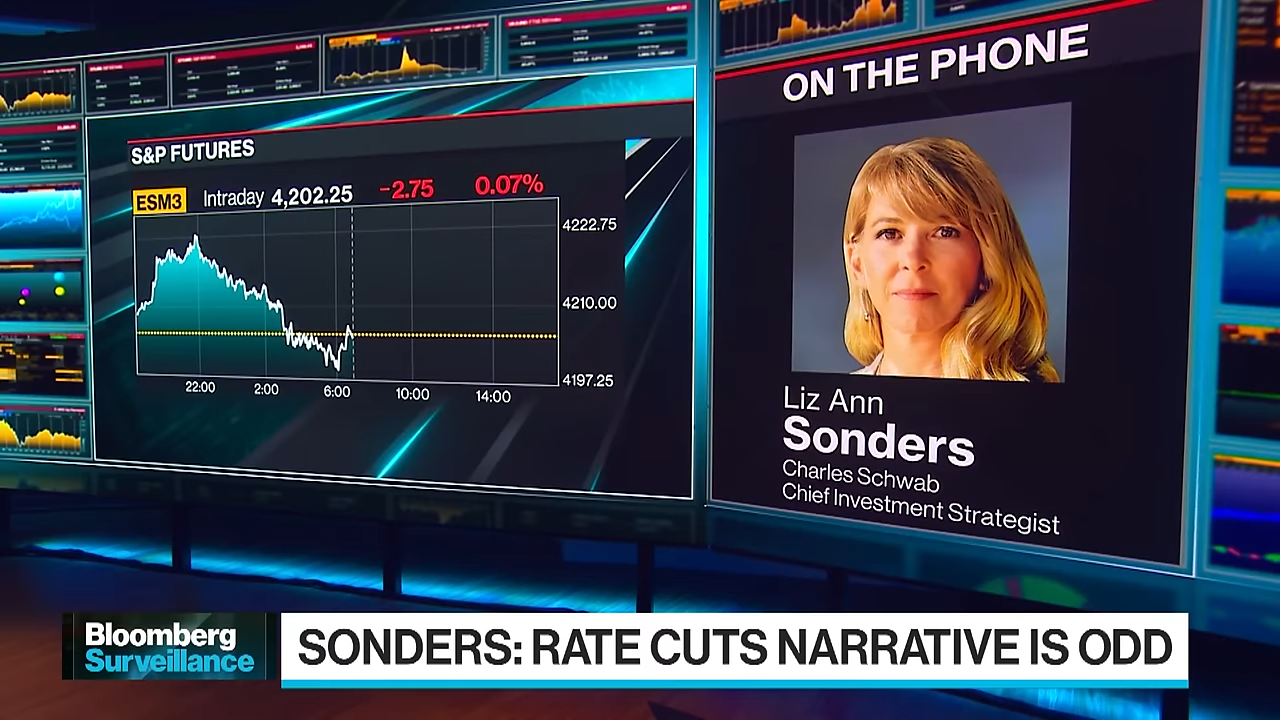 S&P FUTURES
ESM3 Intraday 4,202.25 -2.75 0.07%
4222.75
4210.00
4197.25
22:00 2:00 6:00 10:00 14:00
ON THE PHONE
Liz Ann
Sonders
Charles Schwab
Chief Investment Strategist
Bloomberg
Surveillance
SONDERS: RATE CUTS NARRATIVE IS ODD